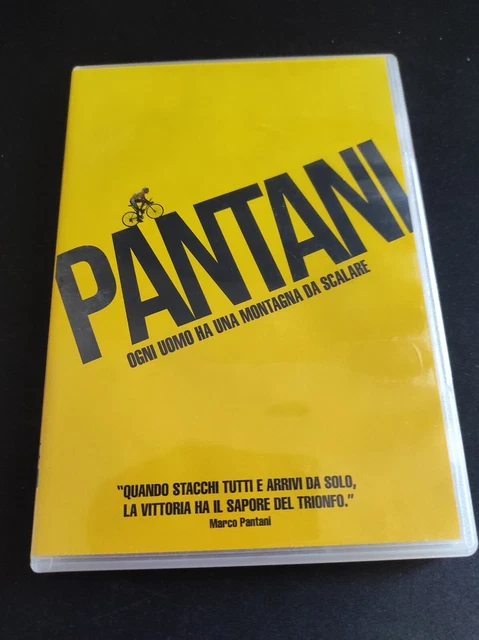 PANTANI
OGNI UOMO HA UNA MONTAGNA DA SCALARE
“QUANDO STACCHI TUTTI E ARRIVI DA SOLO,
LA VITTORIA HA IL SAPORE DEL TRIONFO.”
Marco Pantani